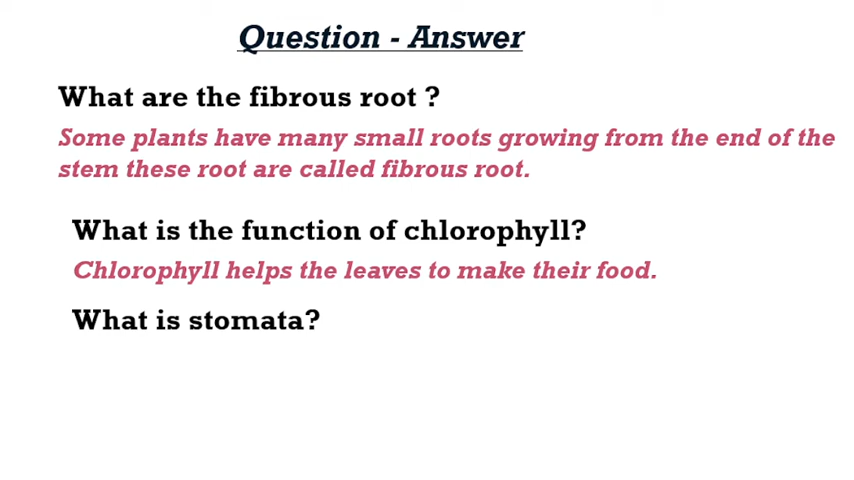 Question - Answer
What are the fibrous root ?
Some plants have many small roots growing from the end of the
stem these root are called fibrous root.
What is the function of chlorophyll?
Chlorophyll helps the leaves to make their food.
What is stomata?